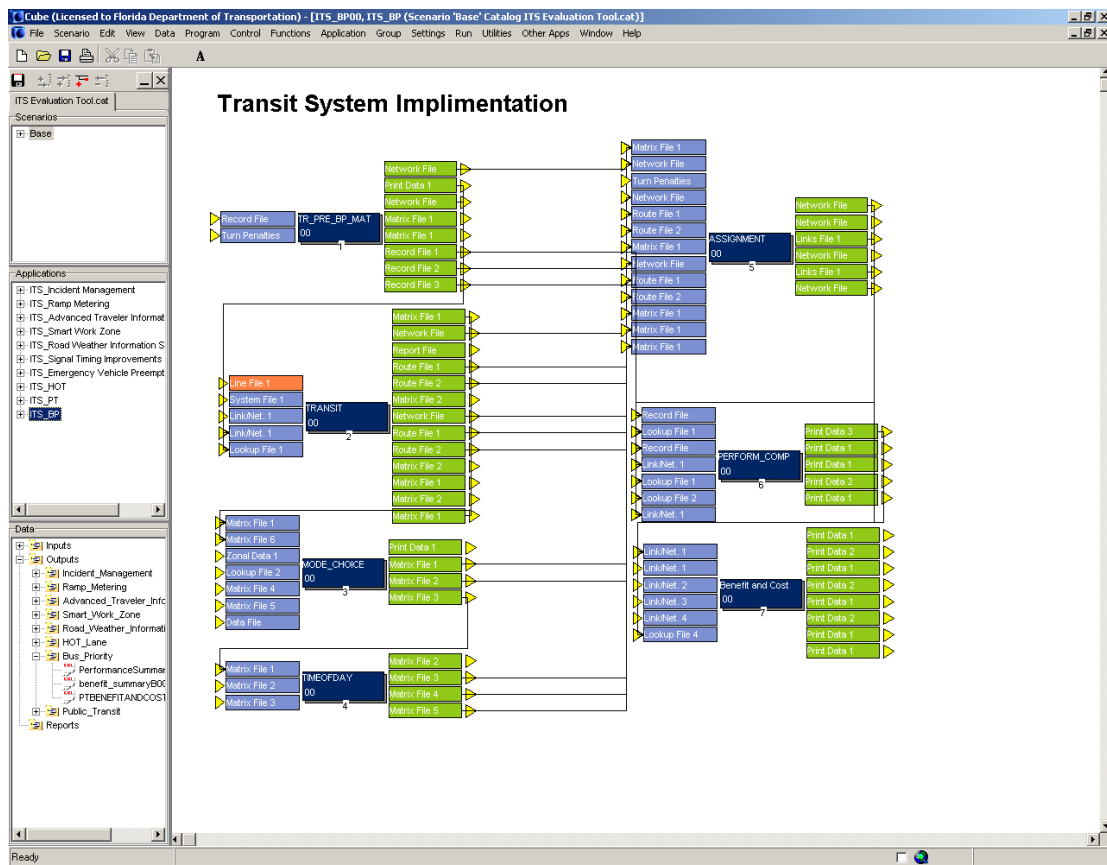 Cube (Licensed to Florida Department of Transportation) - [ITS_BP00, ITS_BP (Scenario 'Base' Catalog ITS Evaluation Tool.cat)]
File Scenario Edit View Data Program Control Functions Application Group Settings Run Utilities Other Apps Window Help
A
ITS Evaluation Tool.cat
Scenarios
Base
Applications
ITS_Incident Management
ITS_Ramp Metering
ITS_Advanced Traveler Informat
ITS_Smart Work Zone
ITS_Road Weather Information S
ITS_Signal Timing Improvements
ITS_Emergency Vehicle Preempt
ITS_HOT
ITS_PT
ITS_BP
Data
Inputs
Outputs
Incident_Management
Ramp_Metering
Advanced_Traveler_Info
Smart_Work_Zone
Road_Weather_Informati
HOT_Lane
Bus_Priority
PerformanceSummar
benefit_summaryB00
PTBENEFITANDCOST
Public_Transit
Reports
Transit System Implimentation
Record File
Turn Penalties
TR_PRE_BP_MAT
00
1
Network File
Print Data 1
Network File
Matrix File 1
Matrix File 1
Record File 1
Record File 2
Record File 3
Line File 1
System File 1
Link/Net. 1
Link/Net. 1
Lookup File 1
TRANSIT
00
2
Matrix File 1
Network File
Report File
Route File 1
Route File 2
Matrix File 2
Network File
Route File 1
Route File 2
Matrix File 2
Matrix File 1
Matrix File 2
Matrix File 1
Matrix File 1
Matrix File 6
Zonal Data 1
Lookup File 2
Matrix File 4
Matrix File 5
Data File
MODE_CHOICE
00
3
Print Data 1
Matrix File 1
Matrix File 2
Matrix File 3
Matrix File 1
Matrix File 2
Matrix File 3
TIMEOFDAY
00
4
Matrix File 2
Matrix File 3
Matrix File 4
Matrix File 5
Matrix File 1
Network File
Turn Penalties
Network File
Route File 1
Route File 2
Matrix File 1
Network File
Route File 1
Route File 2
Matrix File 1
Matrix File 1
Matrix File 1
ASSIGNMENT
00
5
Network File
Network File
Links File 1
Network File
Links File 1
Network File
Record File
Lookup File 1
Record File
Link/Net. 1
Lookup File 1
Lookup File 2
Link/Net. 1
PERFORM_COMP
00
6
Print Data 3
Print Data 1
Print Data 1
Print Data 2
Print Data 1
Link/Net. 1
Link/Net. 1
Link/Net. 2
Link/Net. 3
Link/Net. 4
Lookup File 4
Benefit and Cost
00
7
Print Data 1
Print Data 2
Print Data 1
Print Data 2
Print Data 1
Print Data 2
Print Data 1
Print Data 1
Ready